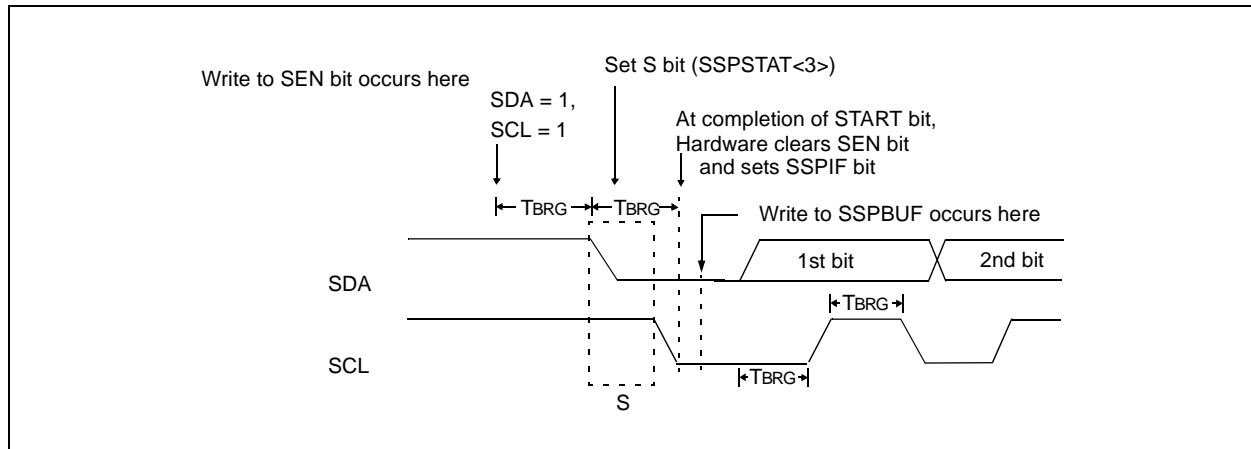 Write to SEN bit occurs here
Set S bit (SSPSTAT<3>)
SDA = 1,
SCL = 1
At completion of START bit,
Hardware clears SEN bit
and sets SSPIF bit
TBRG
TBRG
Write to SSPBUF occurs here
SDA
1st bit
2nd bit
TBRG
SCL
TBRG
S